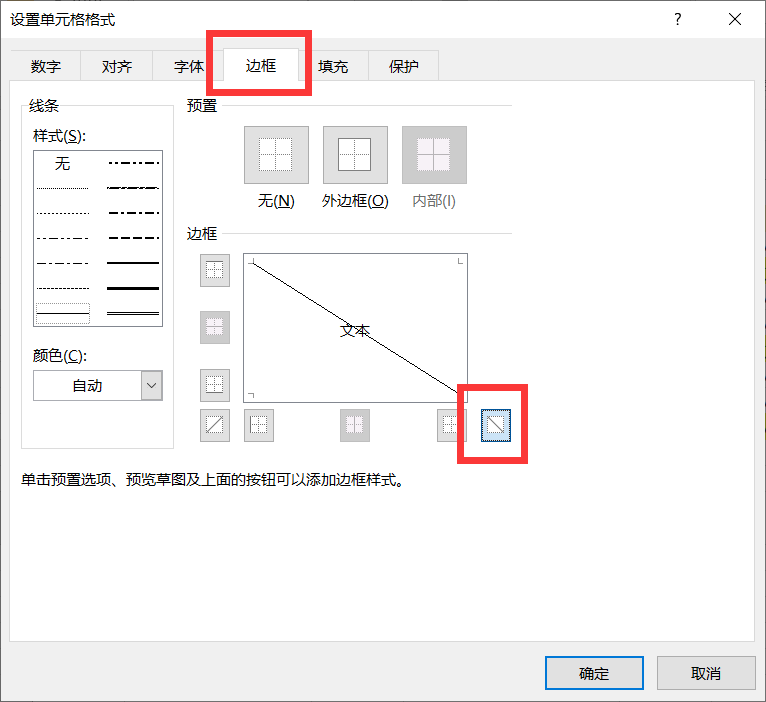 设置单元格格式 ?
数字 对齐 字体 边框 填充 保护
线条
样式(S):
无
颜色(C):
自动
预置
无(N) 外边框(O) 内部(I)
边框
文本
单击预置选项、预览草图及上面的按钮可以添加边框样式。
确定 取消